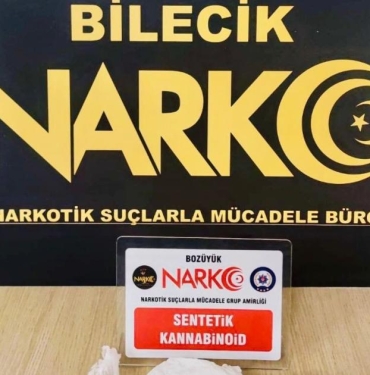 BİLECİK
NARKO
NARKOTİK SUÇLARLA MÜCADELE BÜRO
BOZÜYÜK
NARKO NARKO
NARKOTİK SUÇLARLA MÜCADELE GRUP AMİRLİĞİ
SENTETİK
KANNABİNOİD